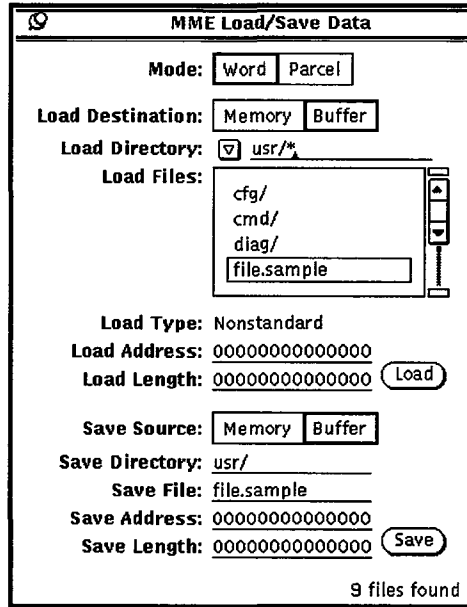 MME Load/Save Data
Mode: Word Parcel
Load Destination: Memory Buffer
Load Directory: usr/*
Load Files:
cfg/
cmd/
diag/
file.sample
Load Type: Nonstandard
Load Address: 00000000000000
Load Length: 00000000000000 Load
Save Source: Memory Buffer
Save Directory: usr/
Save File: file.sample
Save Address: 00000000000000
Save Length: 00000000000000 Save
9 files found